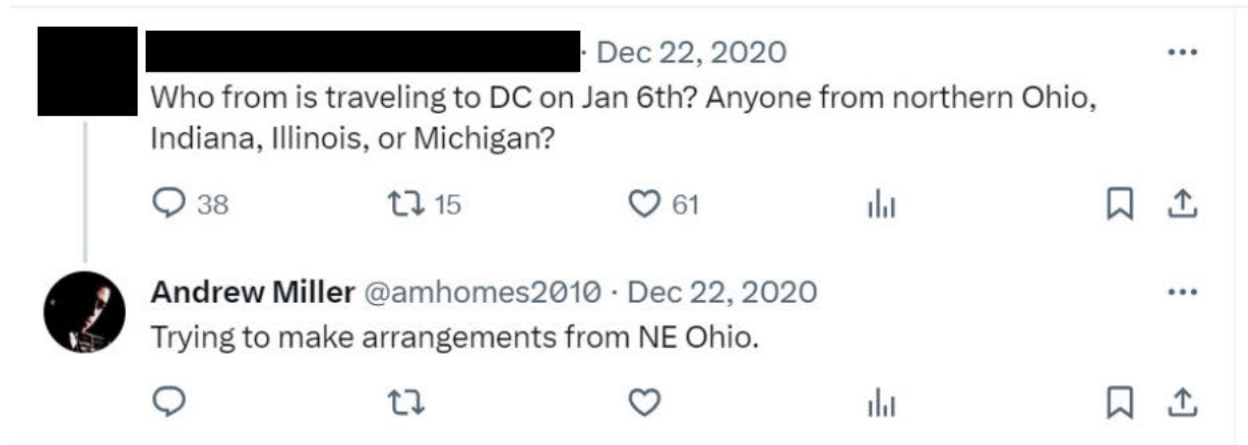 · Dec 22, 2020
Who from is traveling to DC on Jan 6th? Anyone from northern Ohio,
Indiana, Illinois, or Michigan?
38 15 61
Andrew Miller @amhomes2010 · Dec 22, 2020
Trying to make arrangements from NE Ohio.